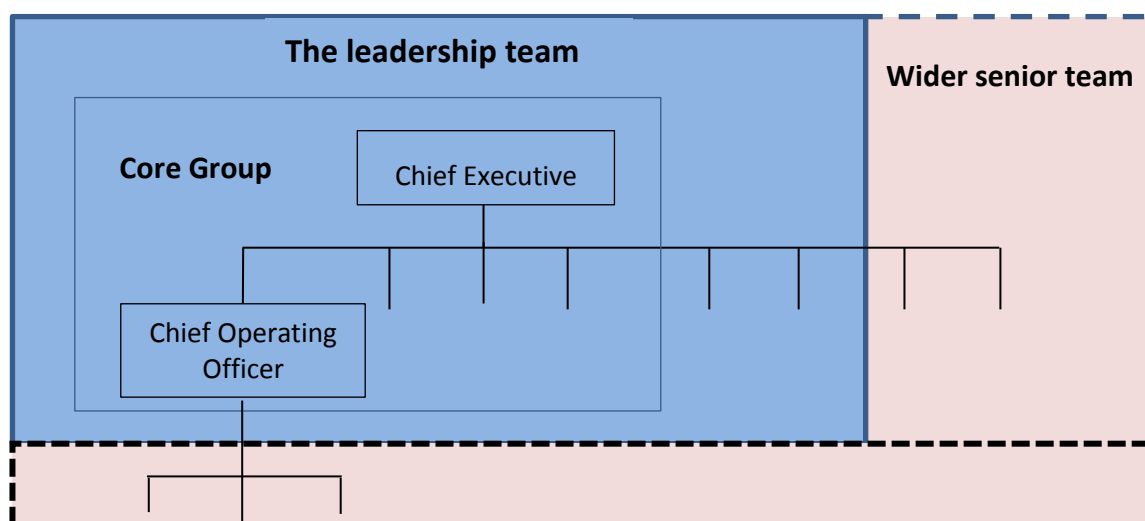 The leadership team
Wider senior team
Core Group
Chief Executive
Chief Operating
Officer